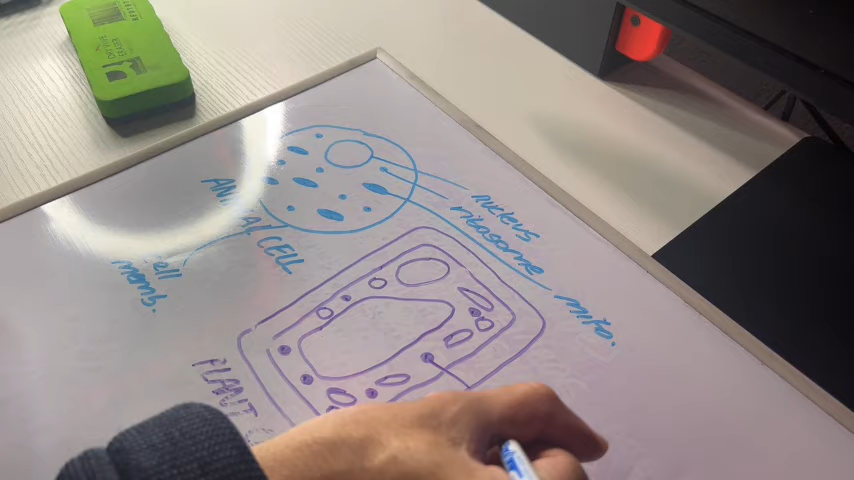 nucleus
ribosome
mito.
ANIMAL CELL
cell
memb.
PLANT